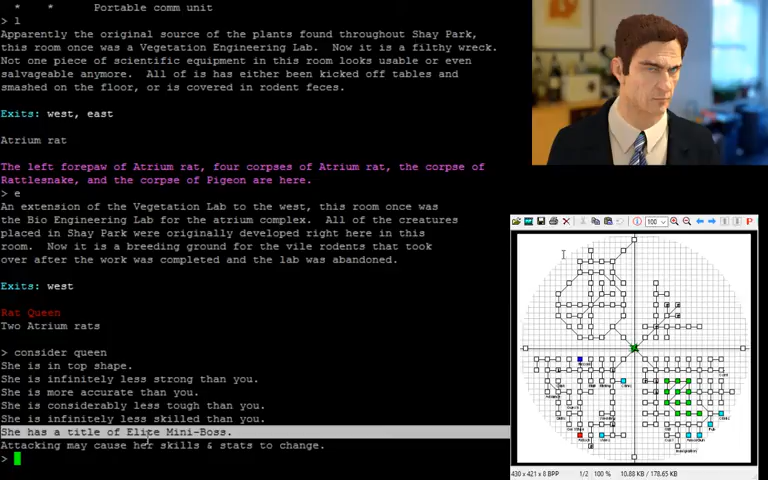 *    *      Portable comm unit
> l
Apparently the original source of the plants found throughout Shay Park,
this room once was a Vegetation Engineering Lab.  Now it is a filthy wreck.
Not one piece of scientific equipment in this room looks usable or even
salvageable anymore.  All of is has either been kicked off tables and
smashed on the floor, or is covered in rodent feces.
Exits: west, east
Atrium rat
The left forepaw of Atrium rat, four corpses of Atrium rat, the corpse of
Rattlesnake, and the corpse of Pigeon are here.
> e
An extension of the Vegetation Lab to the west, this room once was
the Bio Engineering Lab for the atrium complex.  All of the creatures
placed in Shay Park were originally developed right here in this
room.  Now it is a breeding ground for the vile rodents that took
over after the work was completed and the lab was abandoned.
Exits: west
Rat Queen
Two Atrium rats
> consider queen
She is in top shape.
She is infinitely less strong than you.
She is more accurate than you.
She is considerably less tough than you.
She is infinitely less skilled than you.
She has a title of Elite Mini-Boss.
Attacking may cause her skills & stats to change.
>
100
430 x 421 x 8 BPP
1/2
100 %
10.88 KB / 178.65 KB